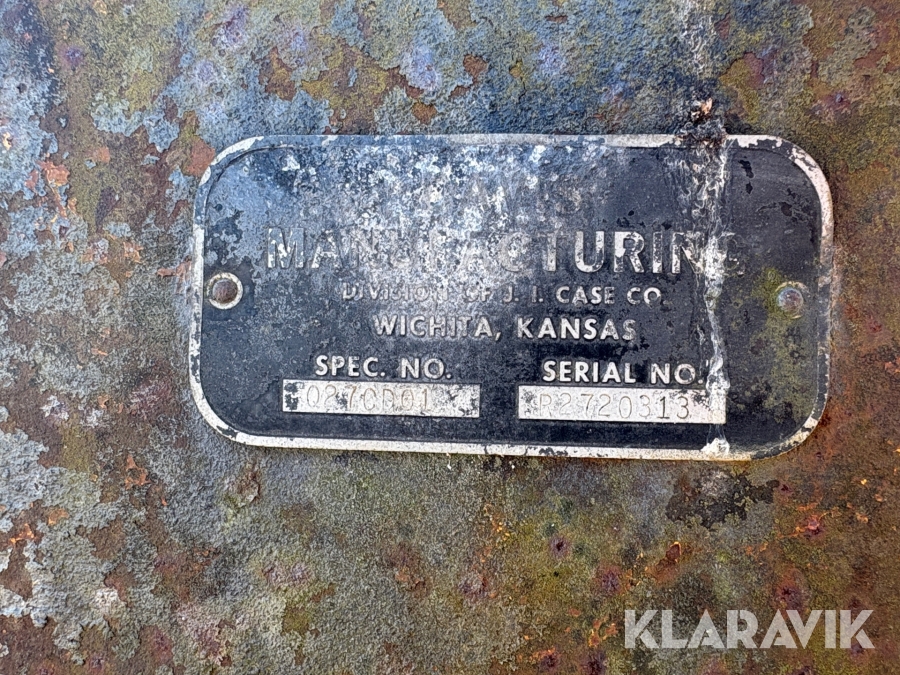 MANUFACTURING
DIVISION OF J. I. CASE CO.
WICHITA, KANSAS
SPEC. NO. SERIAL NO.
R2720313
KLARAVIK